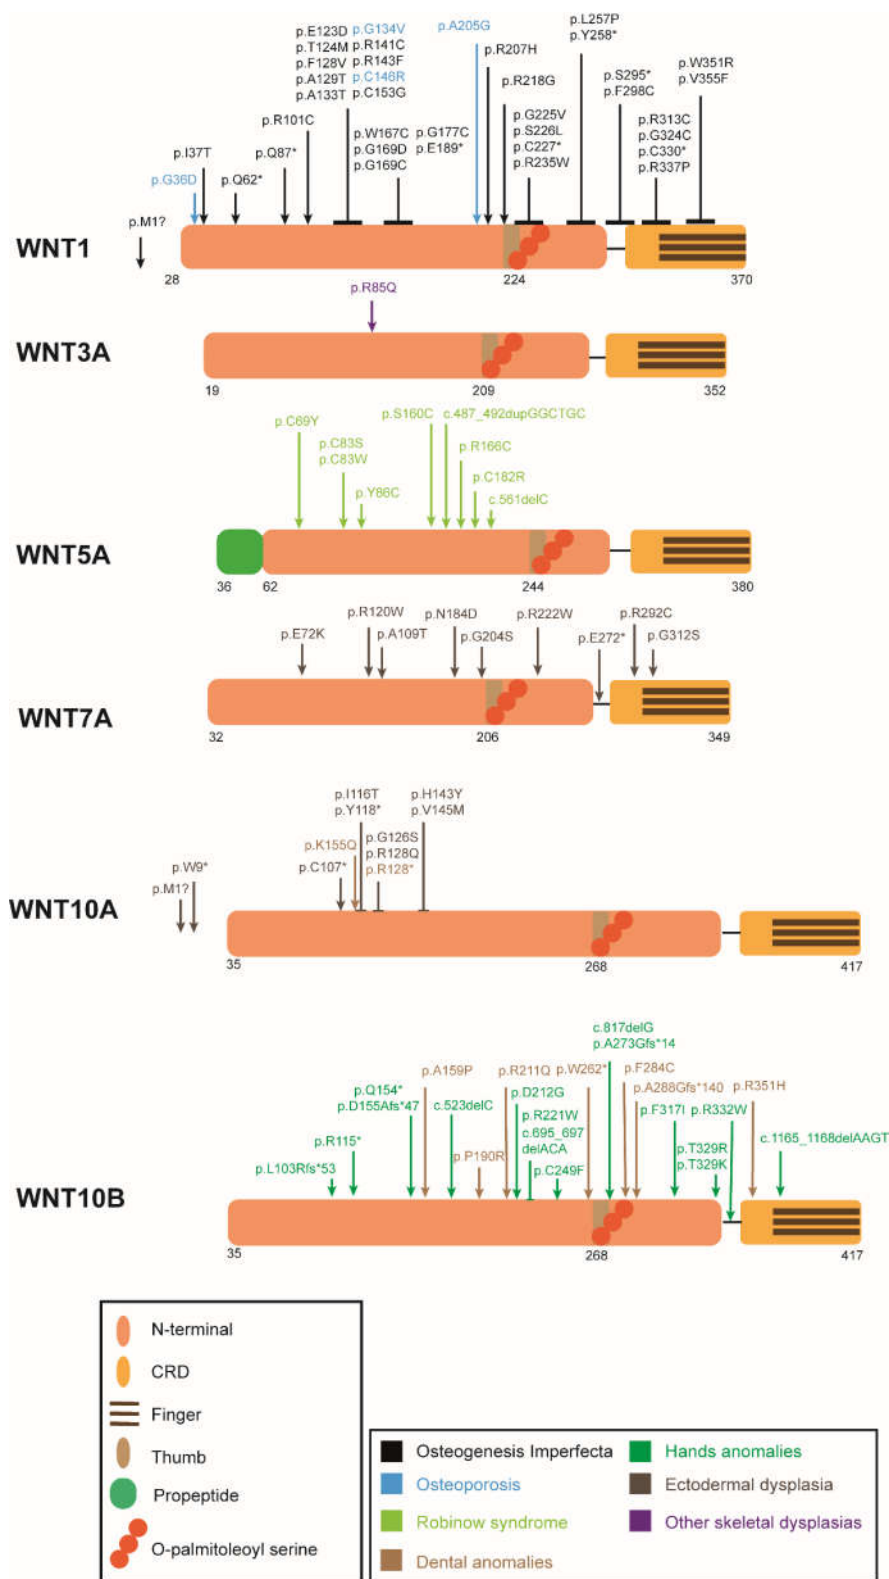 p.E123D
p.T124M
p.F128V
p.A129T
p.A133T
p.G134V
p.R141C
p.R143F
p.C146R
p.C153G
p.A205G
p.L257P
p.Y258*
p.R207H
p.R218G
p.S295*
p.F298C
p.W351R
p.V355F
p.R101C
p.W167C
p.G169D
p.G169C
p.G177C
p.E189*
p.G225V
p.S226L
p.C227*
p.R235W
p.R313C
p.G324C
p.C330*
p.R337P
p.I37T
p.Q87*
p.G36D
p.Q62*
p.M1?
WNT1
28
224
370
p.R85Q
WNT3A
19
209
352
p.C69Y
p.S160C
c.487_492dupGGCTGC
p.C83S
p.C83W
p.R166C
p.Y86C
p.C182R
c.561delC
WNT5A
36
62
244
380
p.E72K
p.R120W
p.A109T
p.N184D
p.G204S
p.R222W
p.E272*
p.R292C
p.G312S
WNT7A
32
206
349
p.I116T
p.Y118*
p.H143Y
p.V145M
p.K155Q
p.G126S
p.R128Q
p.R128*
p.C107*
p.W9*
p.M1?
WNT10A
35
268
417
c.817delG
p.A273Gfs*14
p.A159P
p.R211Q
p.W262*
p.F284C
p.Q154*
p.D155Afs*47
c.523delC
p.D212G
p.A288Gfs*140
p.R351H
p.R221W
c.695_697
delACA
p.F317I
p.R332W
p.R115*
p.L103Rfs*53
p.P190R
p.C249F
p.T329R
p.T329K
c.1165_1168delAAGT
WNT10B
35
268
417
N-terminal
CRD
Finger
Thumb
Propeptide
O-palmitoleoyl serine
Osteogenesis Imperfecta
Osteoporosis
Robinow syndrome
Dental anomalies
Hands anomalies
Ectodermal dysplasia
Other skeletal dysplasias